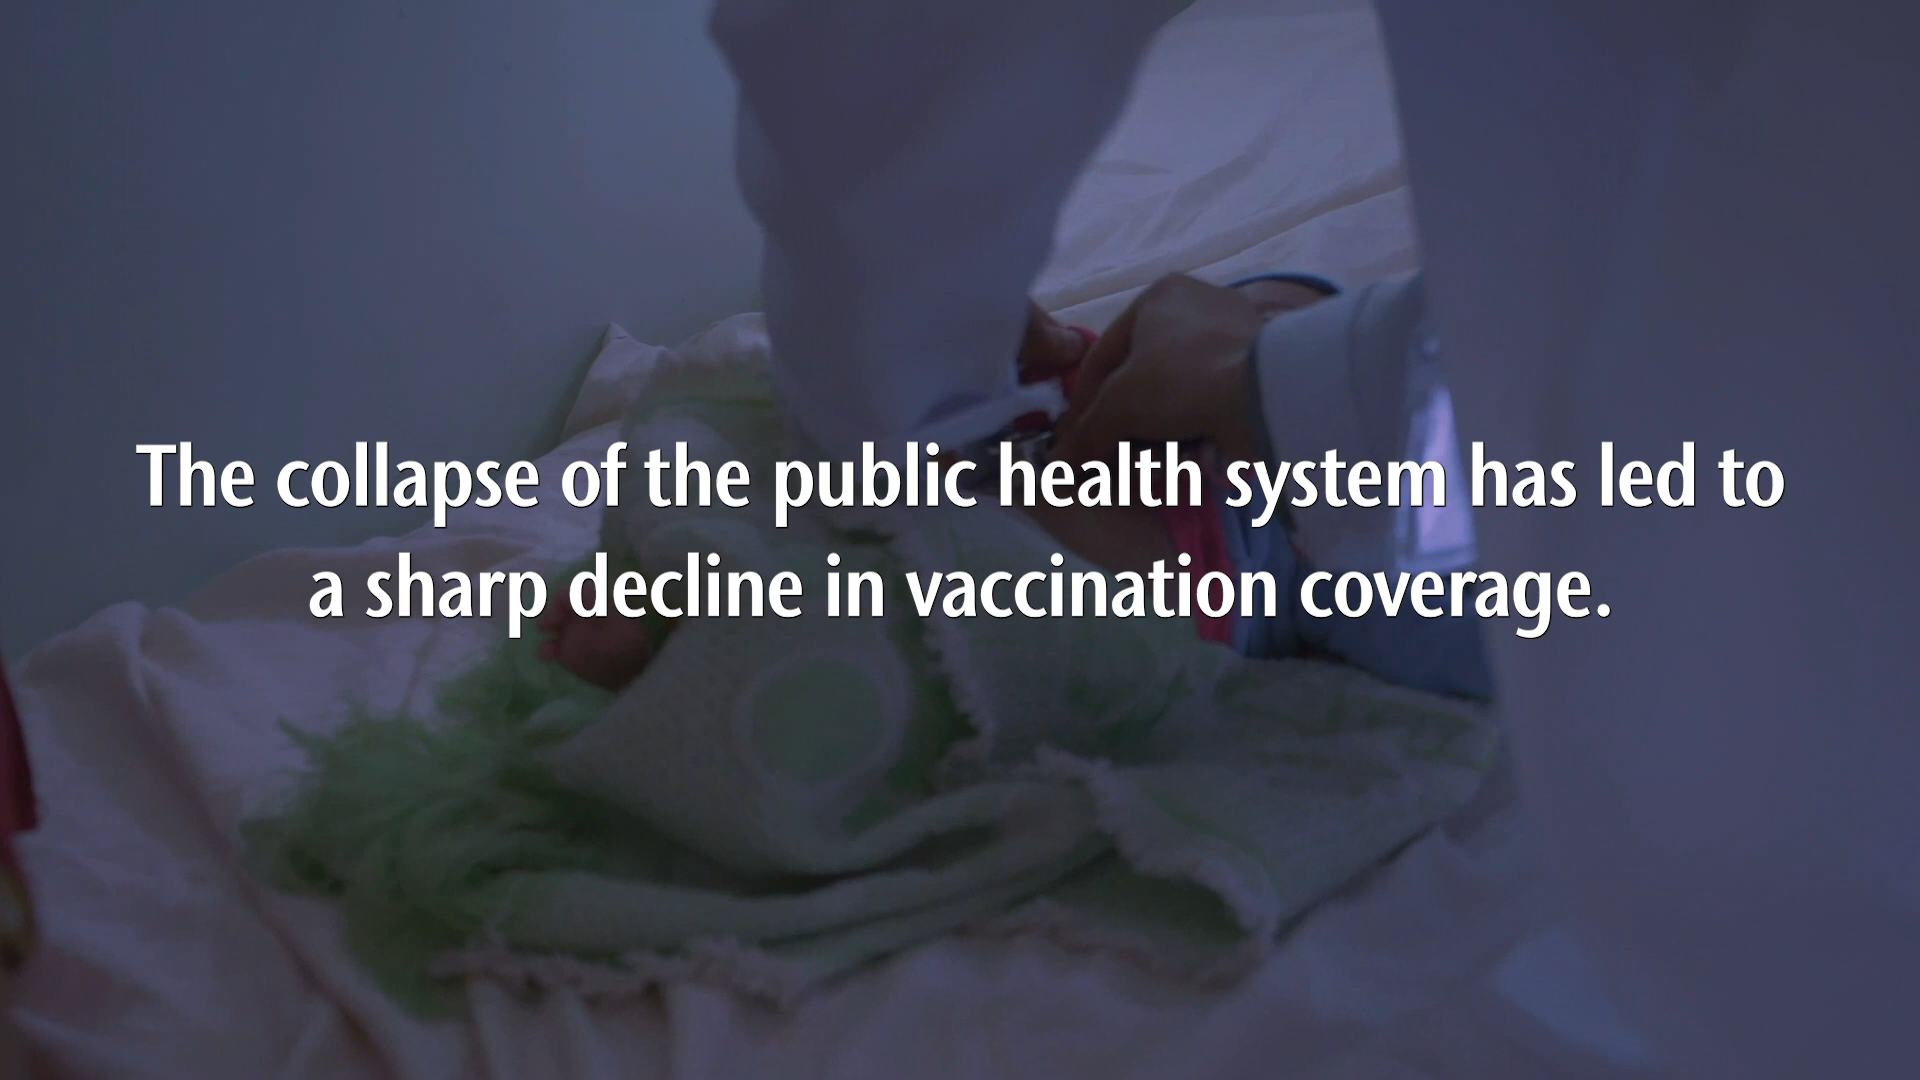 The collapse of the public health system has led to
a sharp decline in vaccination coverage.